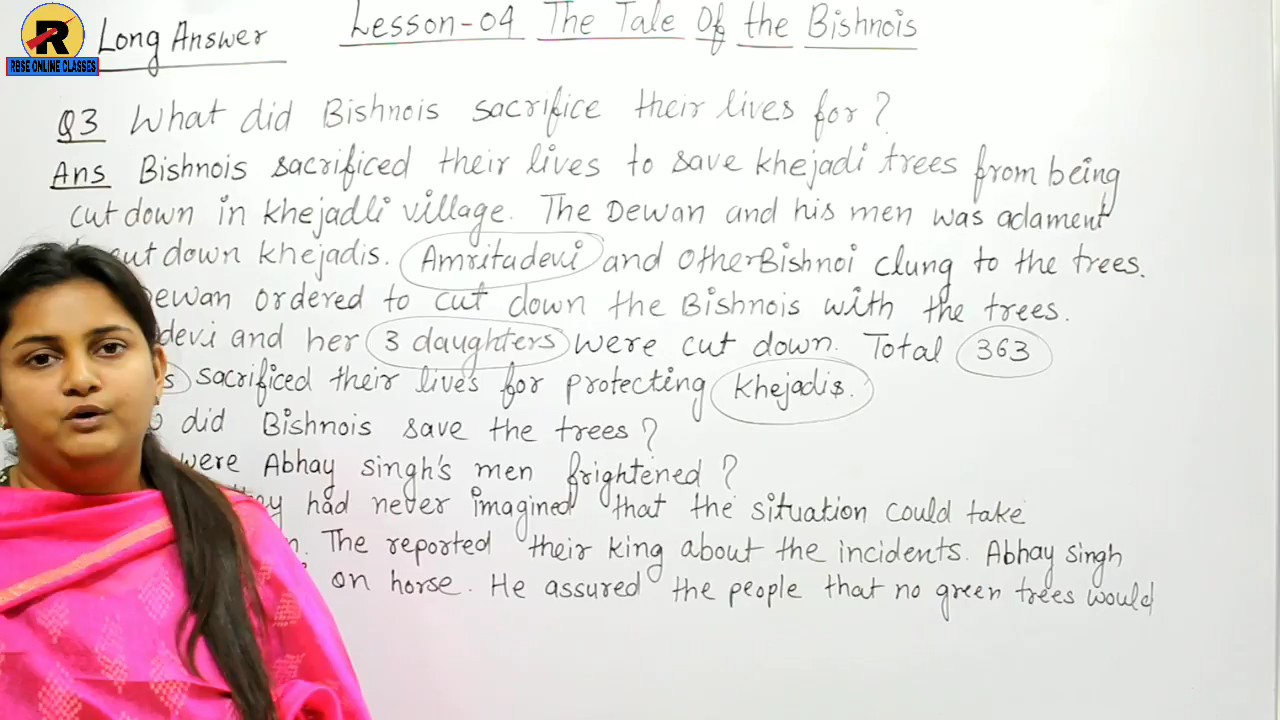 R
RBSE ONLINE CLASSES
Long Answer
Lesson-04 The Tale Of the Bishnois
Q3 What did Bishnois sacrifice their lives for ?
Ans Bishnois sacrificed their lives to save khejadi trees from being
cut down in khejadli village. The Dewan and his men was adament
cut down khejadis. Amritadevi and other Bishnoi clung to the trees.
ordered to cut down the Bishnois with the trees.
and her 3 daughters were cut down. Total 363
sacrificed their lives for protecting khejadis.
did Bishnois save the trees ?
were Abhay singh's men frightened ?
had never imagined that the situation could take
The reported their king about the incidents. Abhay singh
on horse. He assured the people that no green trees would